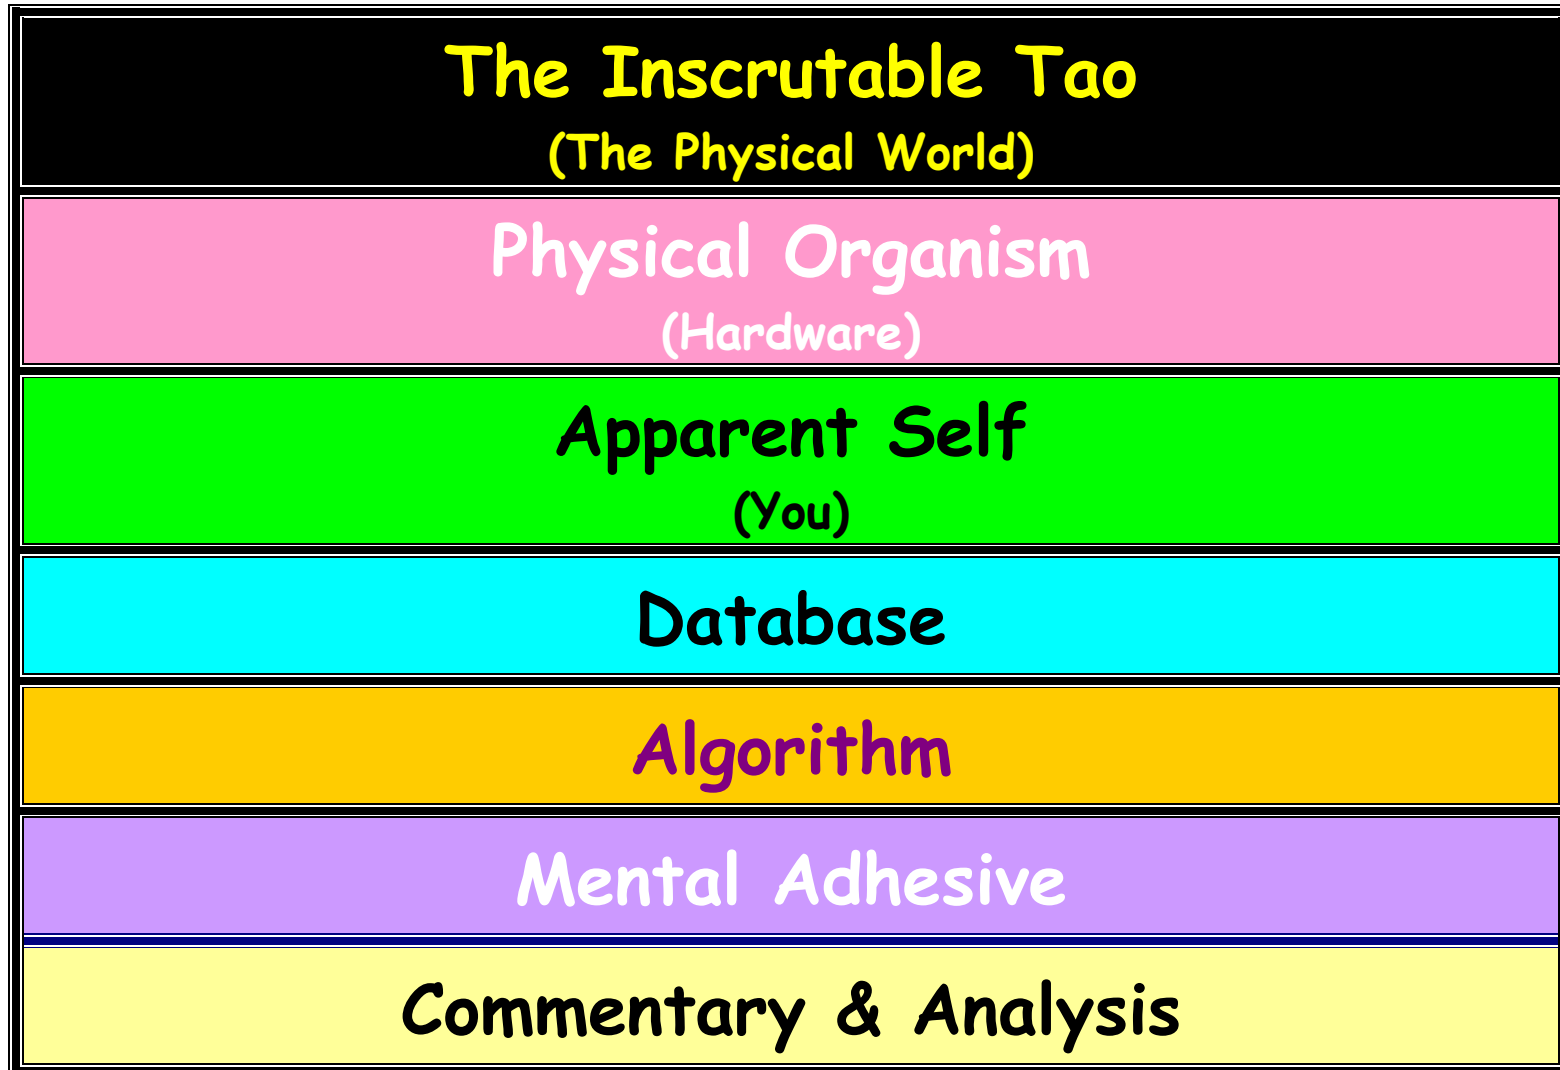 The Inscrutable Tao
(The Physical World)
Physical Organism
(Hardware)
Apparent Self
(You)
Database
Algorithm
Mental Adhesive
Commentary & Analysis